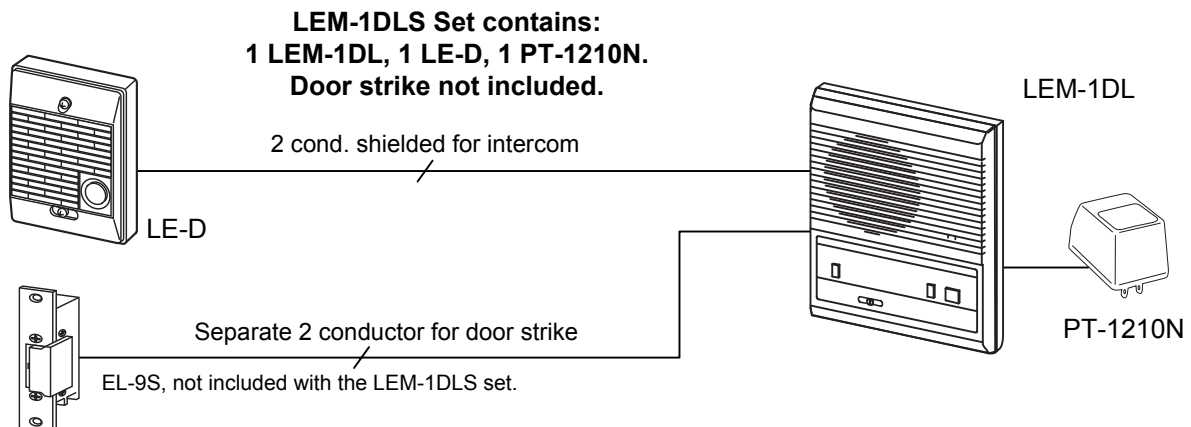 LEM-1DLS Set contains:
1 LEM-1DL, 1 LE-D, 1 PT-1210N.
Door strike not included.
LEM-1DL
2 cond. shielded for intercom
LE-D
Separate 2 conductor for door strike
PT-1210N
EL-9S, not included with the LEM-1DLS set.